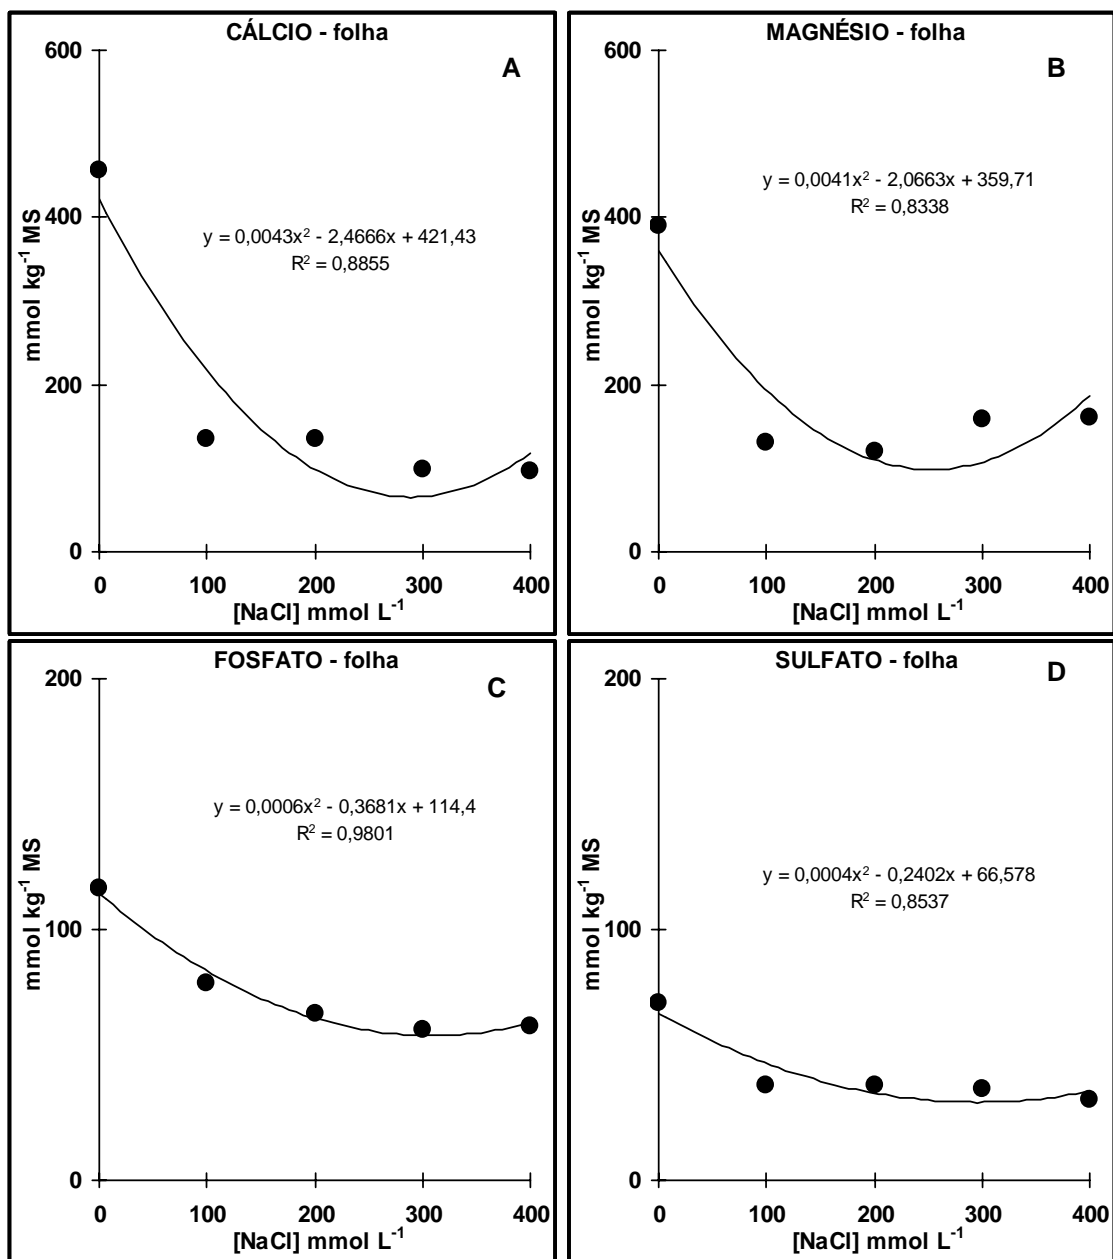 CÁLCIO - folha
A
600
400
200
0
mmol kg⁻¹ MS
y = 0,0043x² - 2,4666x + 421,43
R² = 0,8855
0 100 200 300 400
[NaCl] mmol L⁻¹
MAGNÉSIO - folha
B
600
400
200
0
mmol kg⁻¹ MS
y = 0,0041x² - 2,0663x + 359,71
R² = 0,8338
0 100 200 300 400
[NaCl] mmol L⁻¹
FOSFATO - folha
C
200
100
0
mmol kg⁻¹ MS
y = 0,0006x² - 0,3681x + 114,4
R² = 0,9801
0 100 200 300 400
[NaCl] mmol L⁻¹
SULFATO - folha
D
200
100
0
mmol kg⁻¹ MS
y = 0,0004x² - 0,2402x + 66,578
R² = 0,8537
0 100 200 300 400
[NaCl] mmol L⁻¹